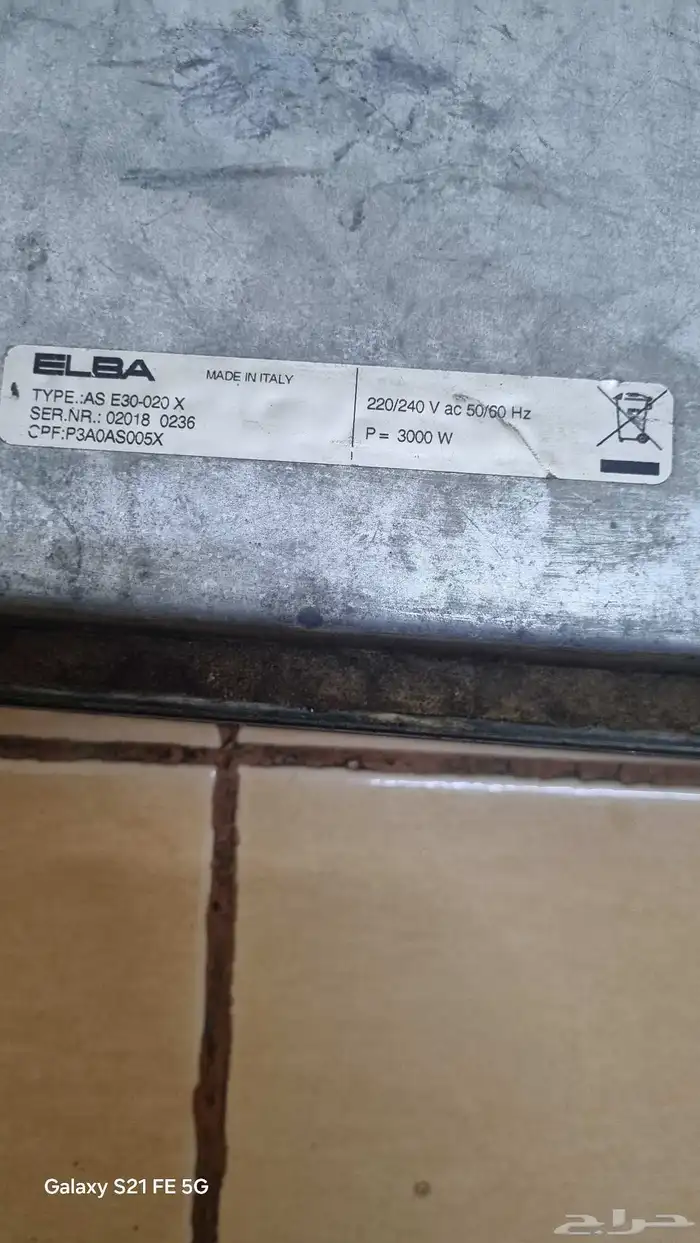 ELBA
MADE IN ITALY
TYPE.:AS E30-020 X
SER.NR.: 02018 0236
CPF:P3A0AS005X
220/240 V ac 50/60 Hz
P= 3000 W
Galaxy S21 FE 5G
حراج